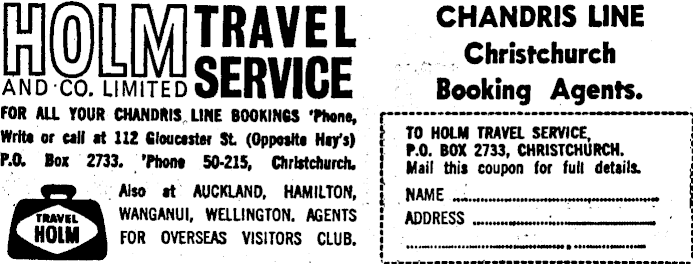 HOLM TRAVEL
AND CO. LIMITED SERVICE
FOR ALL YOUR CHANDRIS LINE BOOKINGS 'Phone,
Write or call at 112 Gloucester St. (Opposite Hay's)
P.O. Box 2733. 'Phone 50-215, Christchurch.
TRAVEL
HOLM
Also at AUCKLAND, HAMILTON,
WANGANUI, WELLINGTON. AGENTS
FOR OVERSEAS VISITORS CLUB.
CHANDRIS LINE
Christchurch
Booking Agents.
TO HOLM TRAVEL SERVICE,
P.O. BOX 2733, CHRISTCHURCH.
Mail this coupon for full details.
NAME
ADDRESS